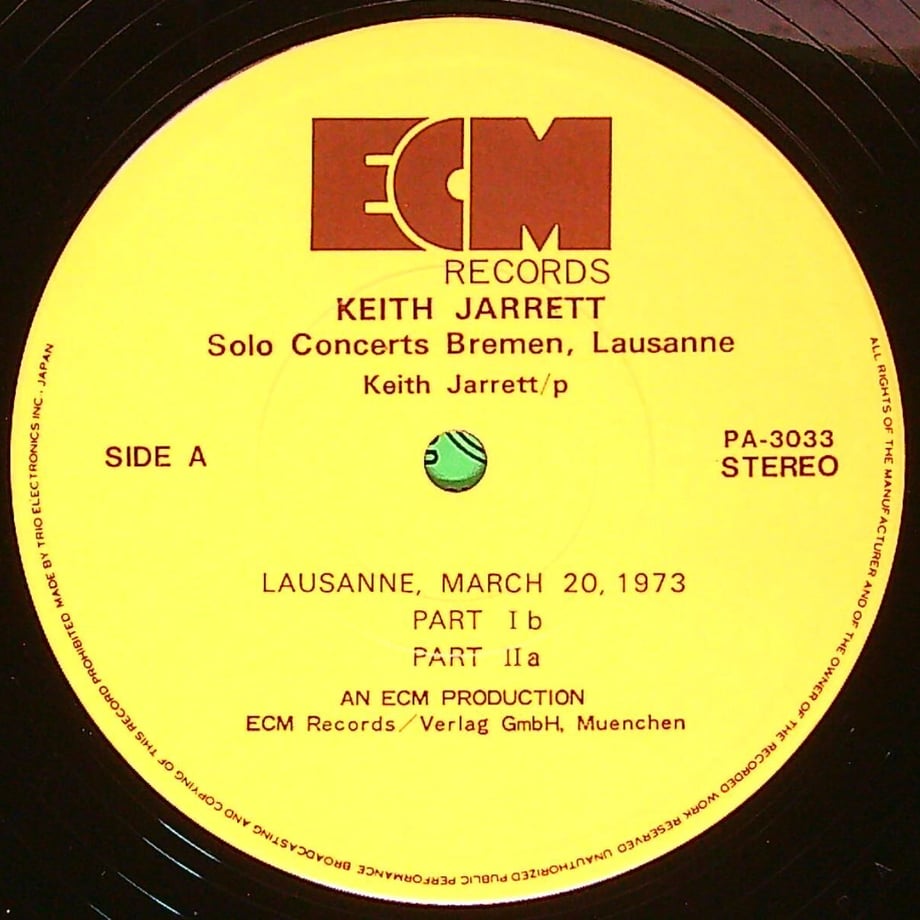 ECM
RECORDS
KEITH JARRETT
Solo Concerts Bremen, Lausanne
Keith Jarrett/p
SIDE A
PA-3033
STEREO
LAUSANNE, MARCH 20, 1973
PART Ib
PART IIa
AN ECM PRODUCTION
ECM Records/Verlag GmbH, Muenchen
ALL RIGHTS OF THE MANUFACTURER AND OF THE OWNER OF THE RECORDED WORK RESERVED UNAUTHORIZED PUBLIC PERFORMANCE BROADCASTING AND COPYING OF THIS RECORD PROHIBITED MADE BY TRIO ELECTRONICS INC. JAPAN